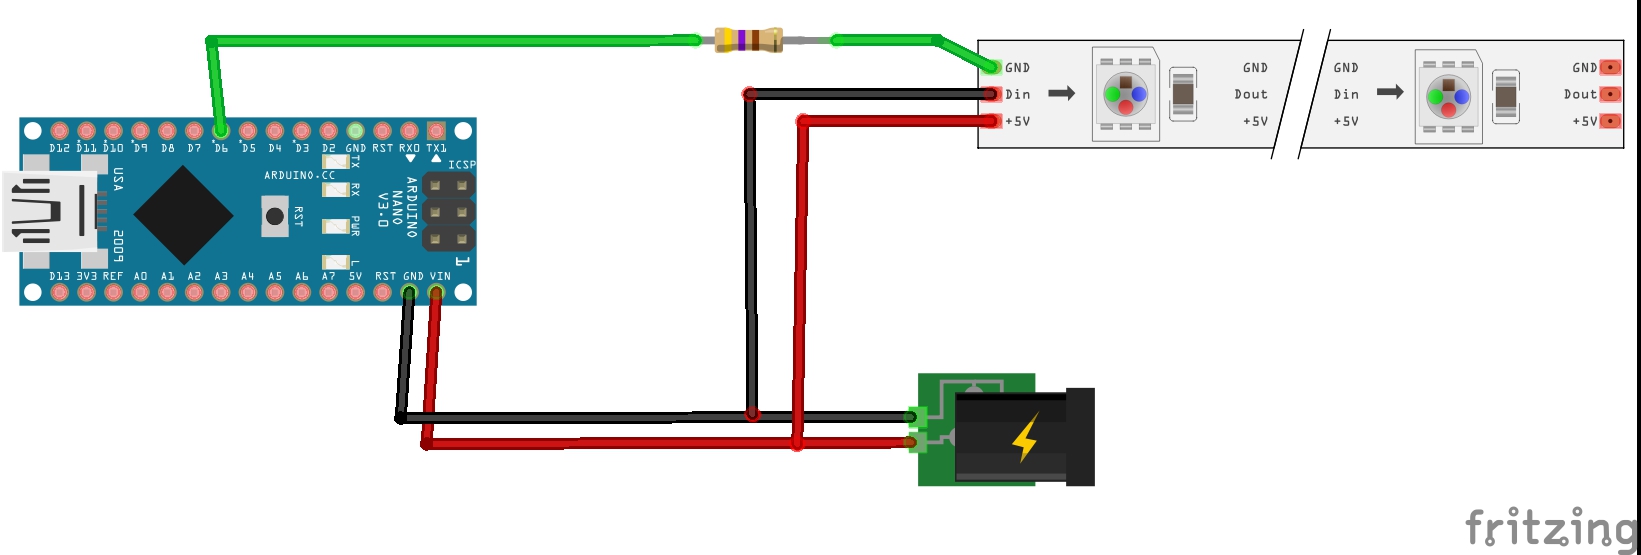 GND GND GND GND
Din Dout Din Dout
+5V +5V +5V +5V
D12 D11 D10 D9 D8 D7 D6 D5 D4 D3 D2 GND RST RX0 TX1
TX
ICSP
ARDUINO.CC
USA
RX
RST
ARDUINO
NANO
V3.0
PWR
2009
L
1
D13 3V3 REF A0 A1 A2 A3 A4 A5 A6 A7 5V RST GND VIN
fritzing